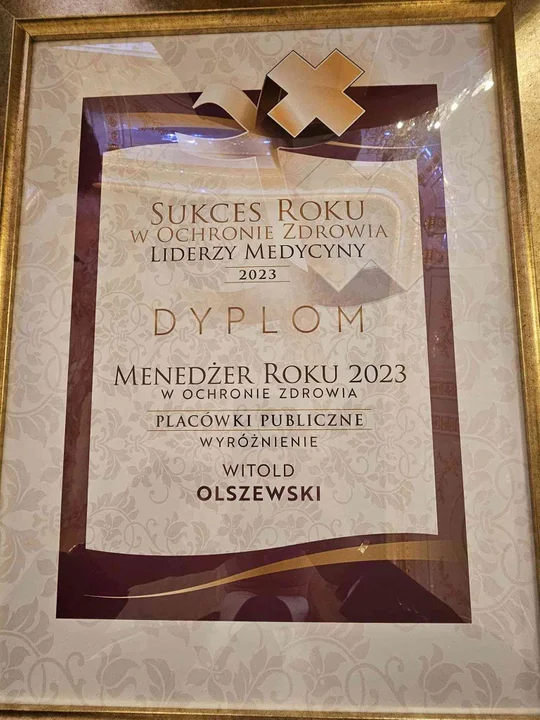 SUKCES ROKU
W OCHRONIE ZDROWIA
LIDERZY MEDYCYNY
2023
DYPLOM
MENEDŻER ROKU 2023
W OCHRONIE ZDROWIA
PLACÓWKI PUBLICZNE
WYRÓŻNIENIE
WITOLD
OLSZEWSKI